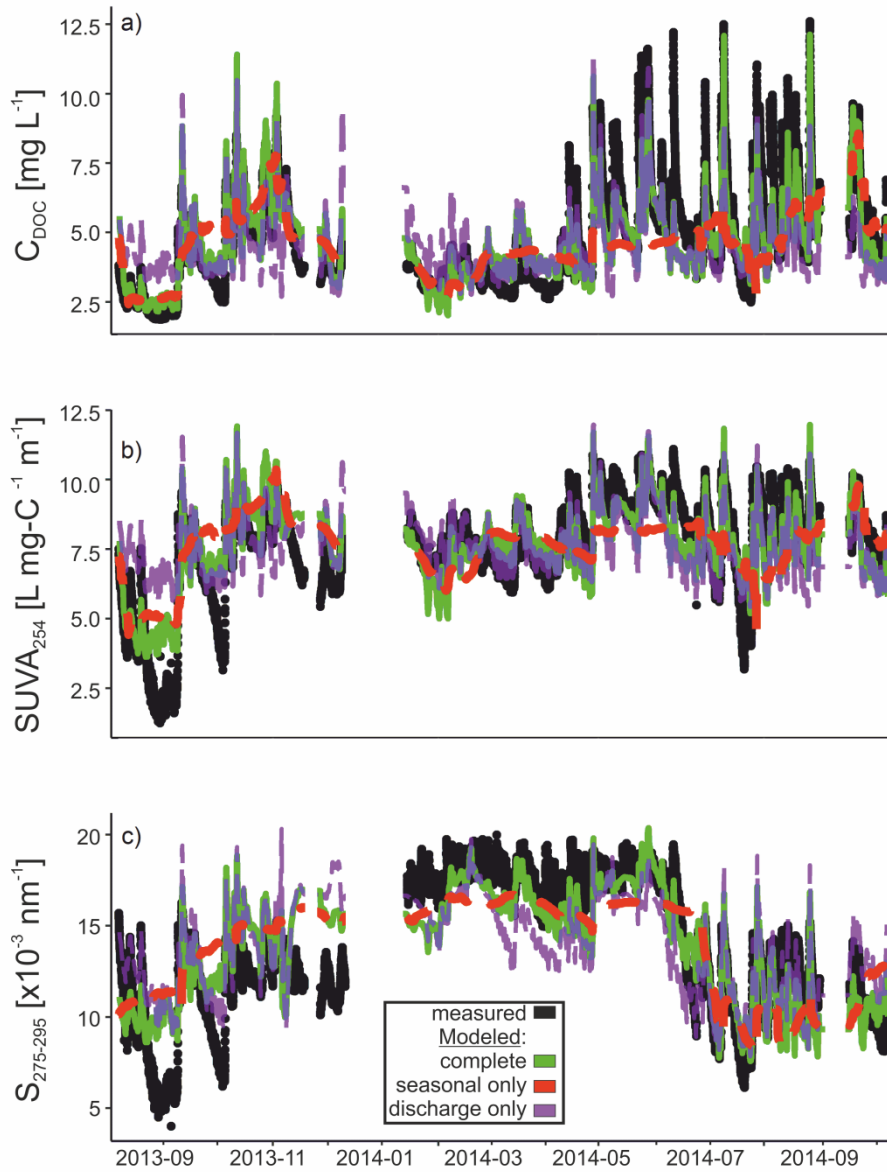 a)
12.5
10.0
7.5
5.0
2.5
C_DOC [mg L⁻¹]
b)
12.5
10.0
7.5
5.0
2.5
SUVA₂₅₄ [L mg-C ⁻¹ m⁻¹]
c)
20
15
10
5
S₂₇₅₋₂₉₅ [x10⁻³ nm⁻¹]
measured
Modeled:
complete
seasonal only
discharge only
2013-09 2013-11 2014-01 2014-03 2014-05 2014-07 2014-09